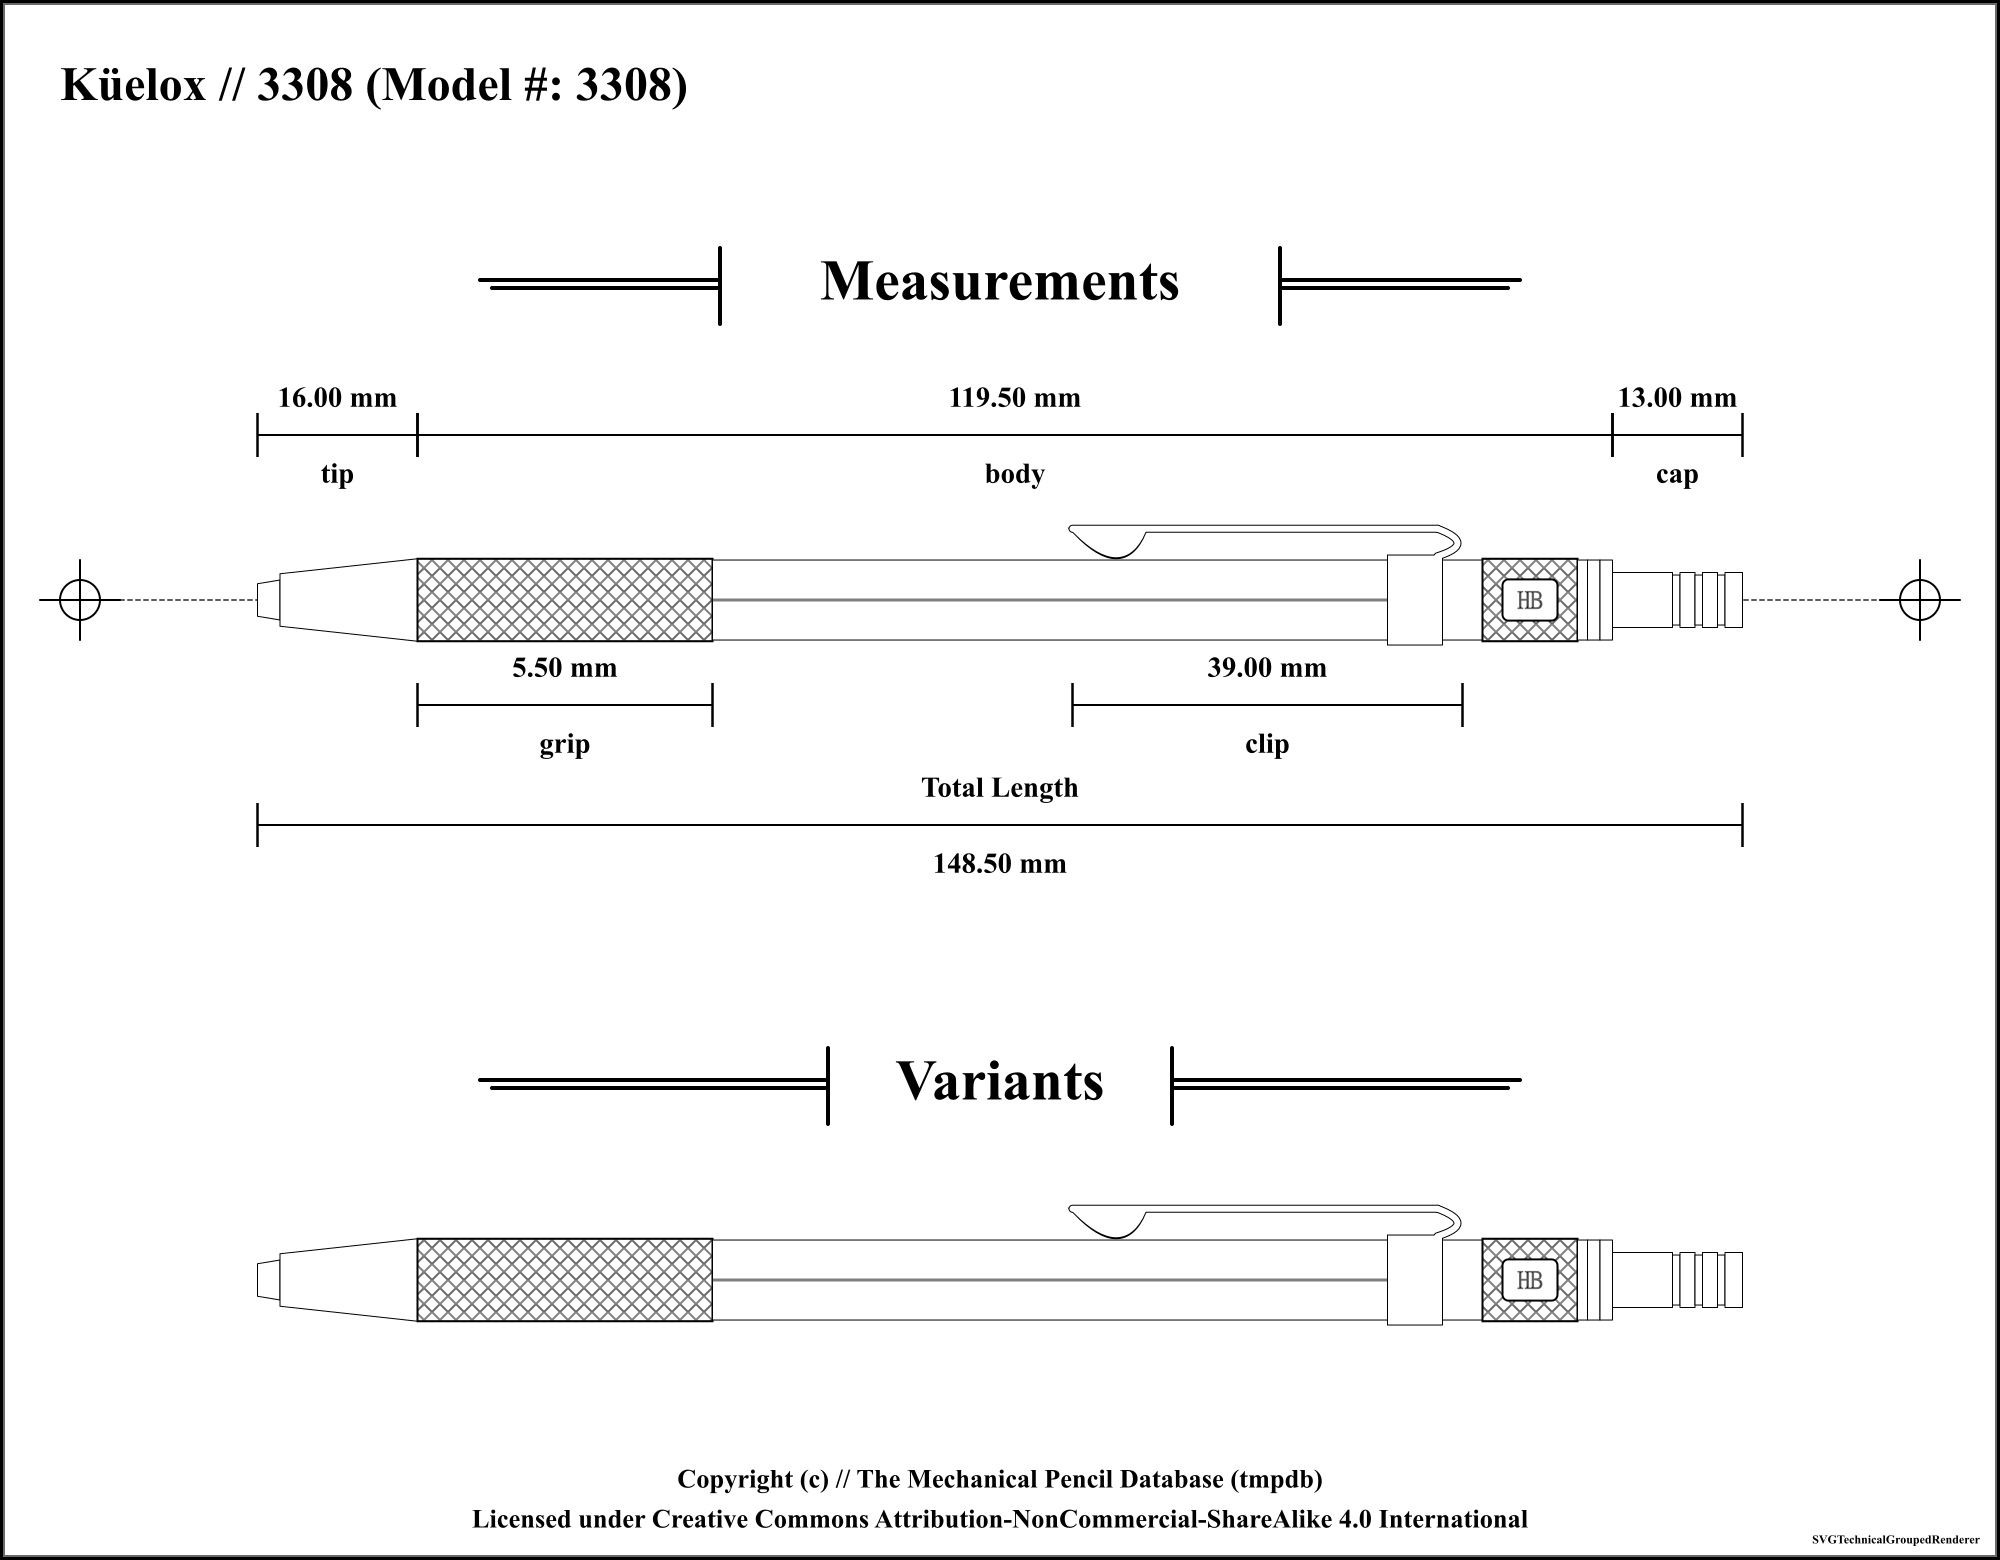 Küelox // 3308 (Model #: 3308)
Measurements
16.00 mm
119.50 mm
13.00 mm
tip
body
cap
HB
5.50 mm
39.00 mm
grip
clip
Total Length
148.50 mm
Variants
HB
Copyright (c) // The Mechanical Pencil Database (tmpdb)
Licensed under Creative Commons Attribution-NonCommercial-ShareAlike 4.0 International
SVGTechnicalGroupedRenderer